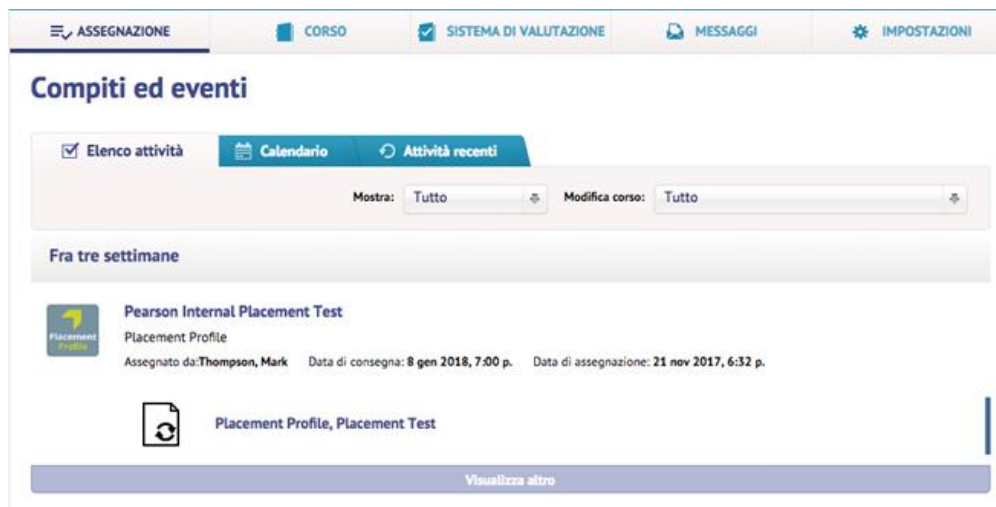 ASSEGNAZIONE CORSO SISTEMA DI VALUTAZIONE MESSAGGI IMPOSTAZIONI
Compiti ed eventi
Elenco attività Calendario Attività recenti
Mostra: Tutto Modifica corso: Tutto
Fra tre settimane
Pearson Internal Placement Test
Placement Profile
Placement Profile
Assegnato da:Thompson, Mark Data di consegna: 8 gen 2018, 7:00 p. Data di assegnazione: 21 nov 2017, 6:32 p.
Placement Profile, Placement Test
Visualizza altro